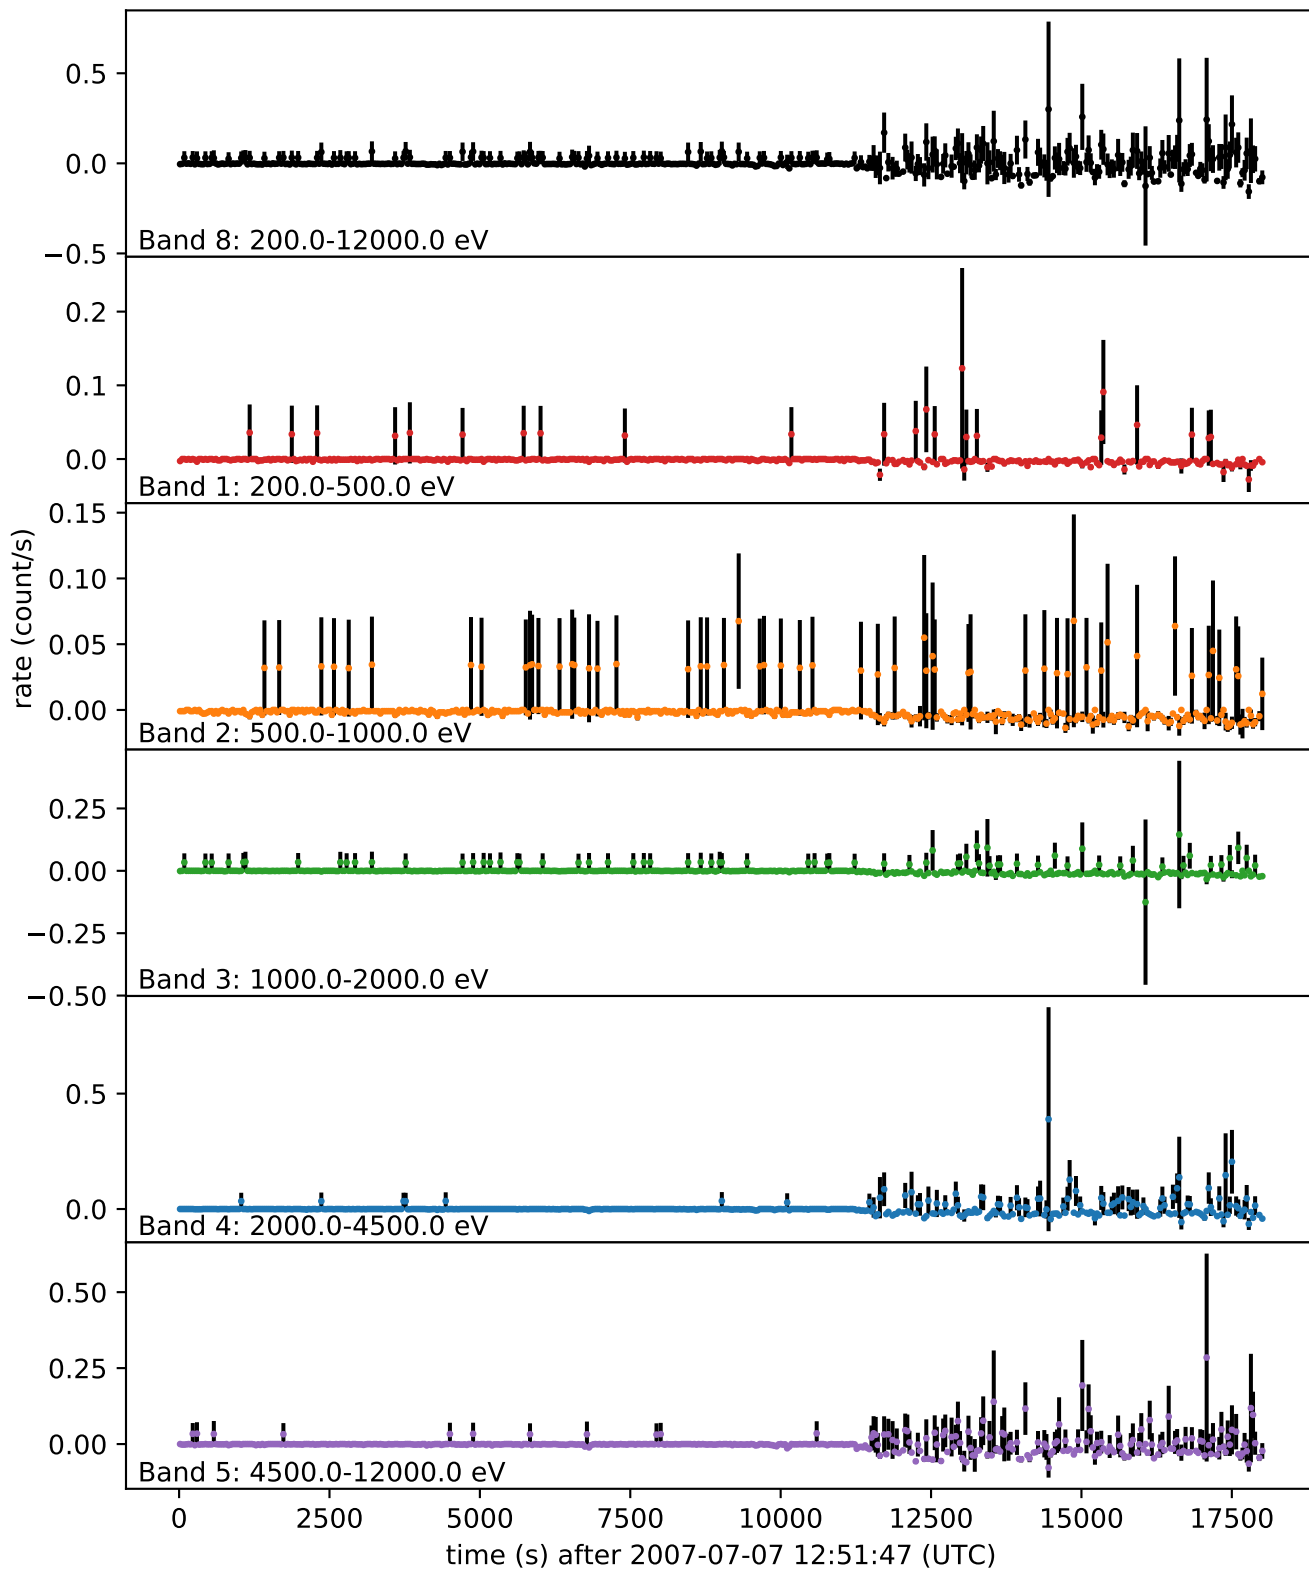 0.5
0.0
−0.5
Band 8: 200.0-12000.0 eV
0.2
0.1
0.0
Band 1: 200.0-500.0 eV
0.15
0.10
0.05
0.00
Band 2: 500.0-1000.0 eV
rate (count/s)
0.25
0.00
−0.25
−0.50
Band 3: 1000.0-2000.0 eV
0.5
0.0
Band 4: 2000.0-4500.0 eV
0.50
0.25
0.00
Band 5: 4500.0-12000.0 eV
0 2500 5000 7500 10000 12500 15000 17500
time (s) after 2007-07-07 12:51:47 (UTC)